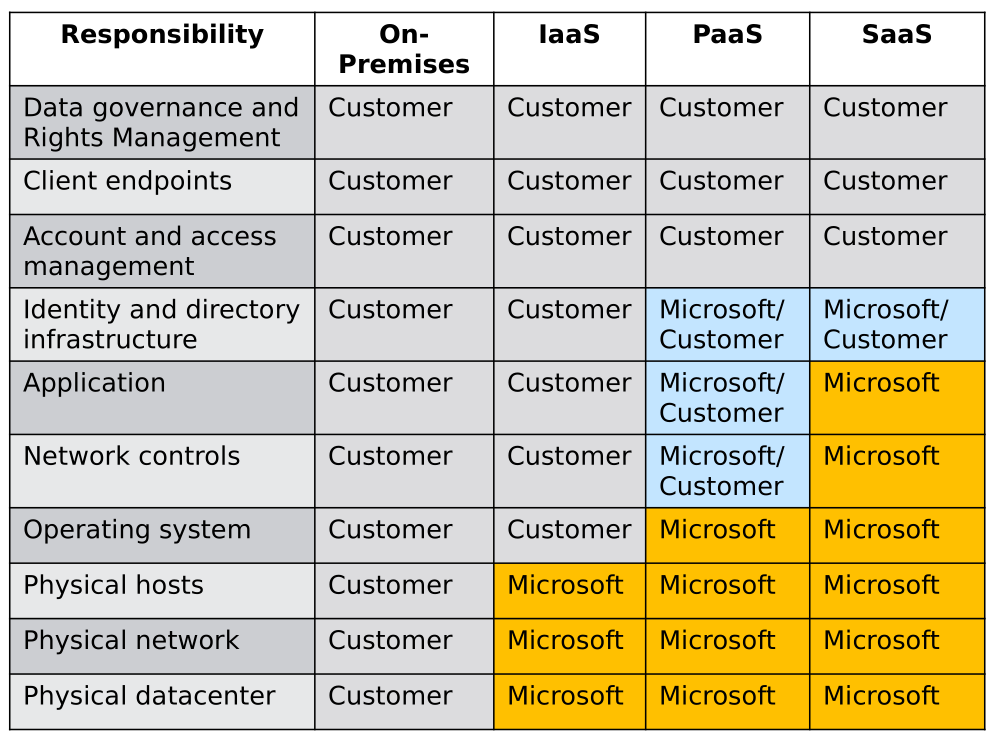 Responsibility On-Premises IaaS PaaS SaaS
Data governance and Customer Customer Customer Customer
Rights Management
Client endpoints Customer Customer Customer Customer
Account and access Customer Customer Customer Customer
management
Identity and directory Customer Customer Microsoft/ Microsoft/
infrastructure Customer Customer
Application Customer Customer Microsoft/ Microsoft
Customer
Network controls Customer Customer Microsoft/ Microsoft
Customer
Operating system Customer Customer Microsoft Microsoft
Physical hosts Customer Microsoft Microsoft Microsoft
Physical network Customer Microsoft Microsoft Microsoft
Physical datacenter Customer Microsoft Microsoft Microsoft